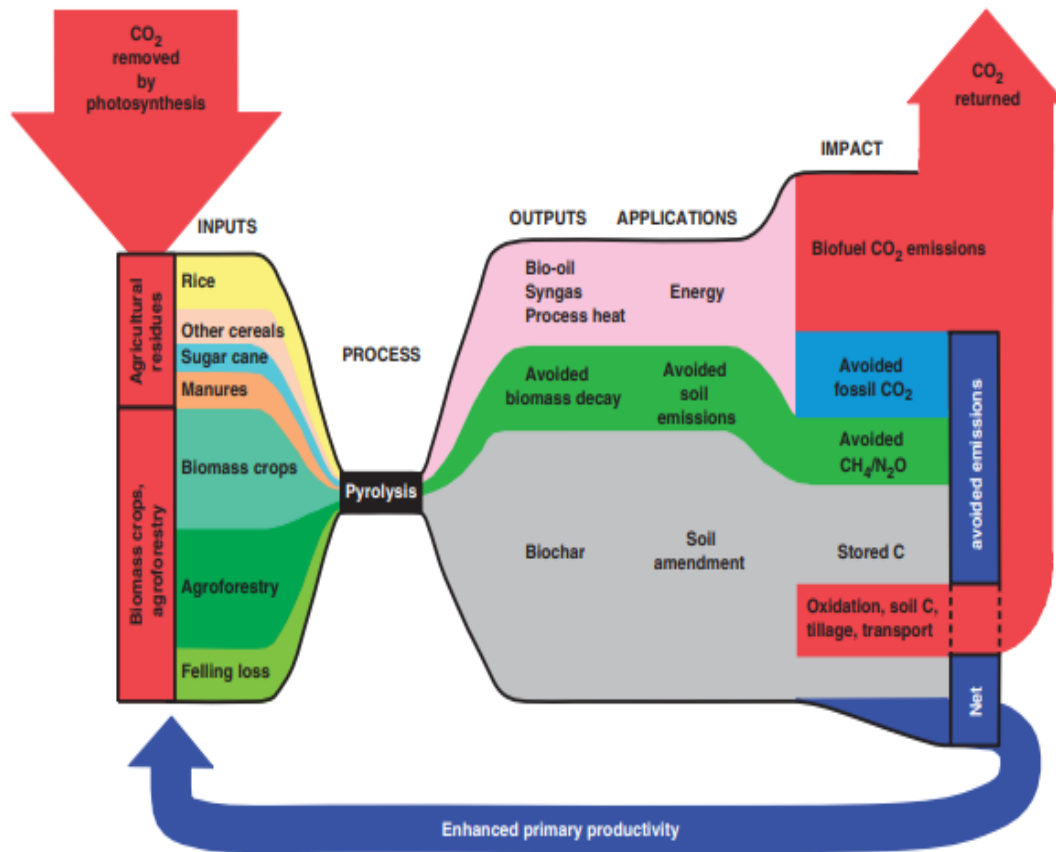 CO2
removed
by
photosynthesis
CO2
returned
IMPACT
INPUTS
OUTPUTS
APPLICATIONS
PROCESS
Agricultural
residues
Biomass crops,
agroforestry
Rice
Other cereals
Sugar cane
Manures
Biomass crops
Agroforestry
Felling loss
Pyrolysis
Bio-oil
Syngas
Process heat
Energy
Avoided
biomass decay
Avoided
soil
emissions
Biochar
Soil
amendment
Biofuel CO2 emissions
Avoided
fossil CO2
Avoided
CH4/N2O
Stored C
Oxidation, soil C,
tillage, transport
Net
avoided emissions
Enhanced primary productivity